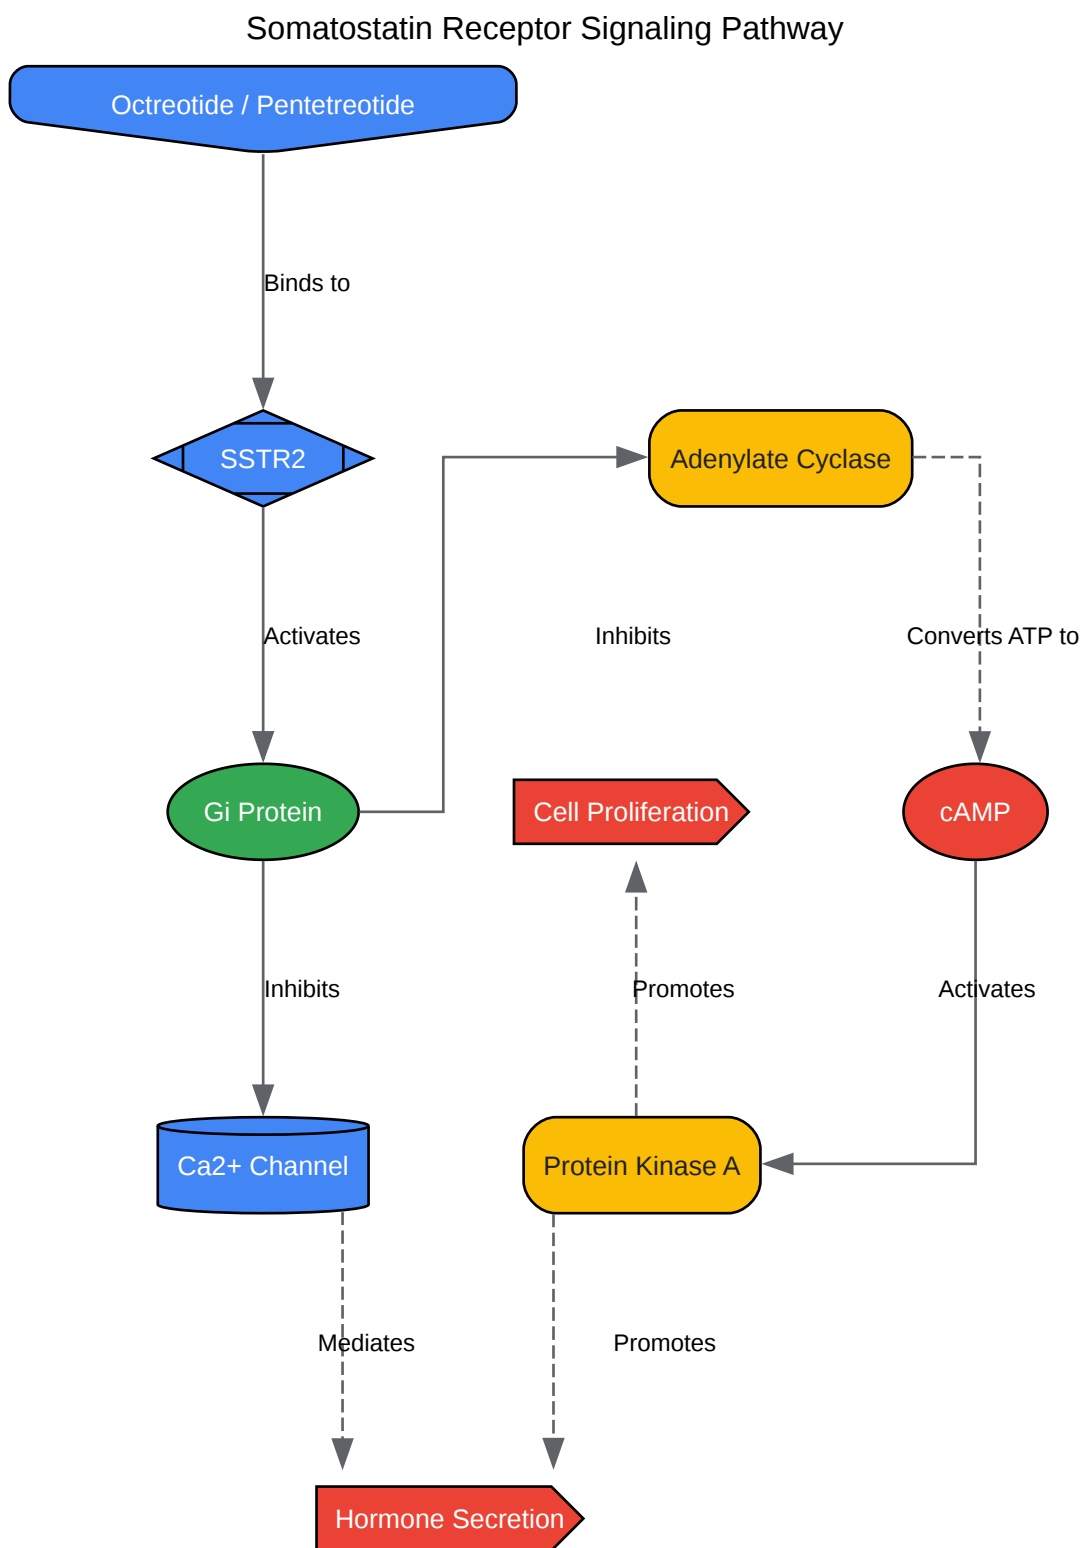 Somatostatin Receptor Signaling Pathway
Octreotide / Pentetreotide
Binds to
SSTR2
Adenylate Cyclase
Activates
Inhibits
Converts ATP to
Gi Protein
Cell Proliferation
cAMP
Inhibits
Promotes
Activates
Ca2+ Channel
Protein Kinase A
Mediates
Promotes
Hormone Secretion